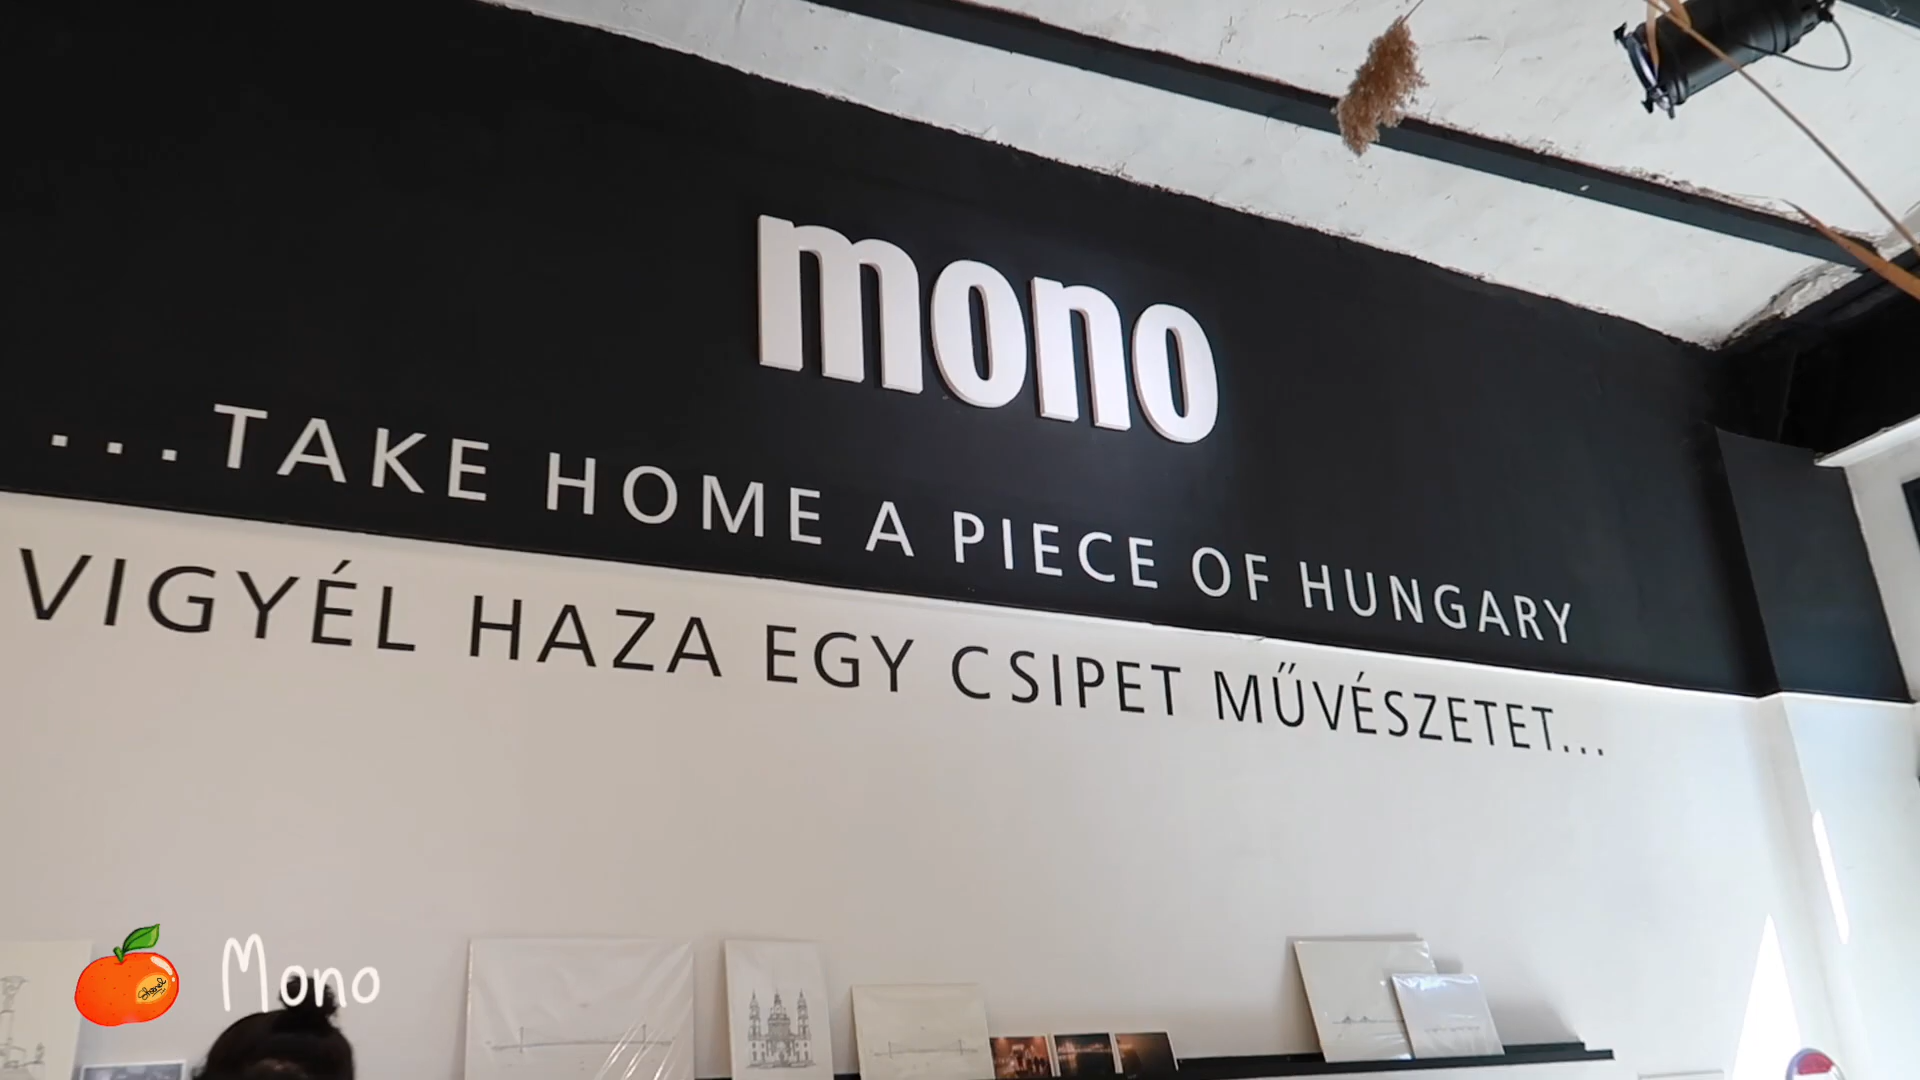 mono
...TAKE HOME A PIECE OF HUNGARY
VIGYÉL HAZA EGY CSIPET MŰVÉSZETET...
Mono